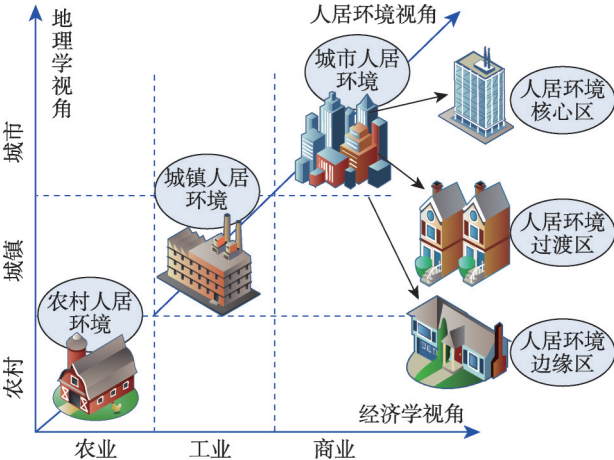 地理学视角
人居环境视角
城市人居
环境
人居环境
核心区
城市
城镇人居
环境
人居环境
过渡区
城镇
农村人居
环境
人居环境
边缘区
农村
经济学视角
农业
工业
商业